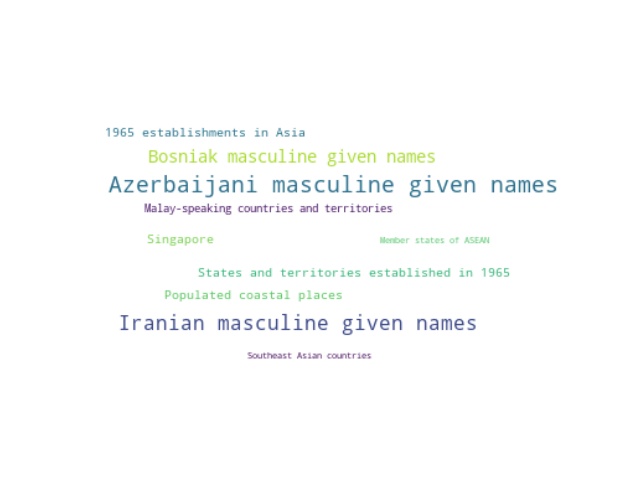 1965 establishments in Asia
Bosniak masculine given names
Azerbaijani masculine given names
Malay-speaking countries and territories
Singapore
Member states of ASEAN
States and territories established in 1965
Populated coastal places
Iranian masculine given names
Southeast Asian countries